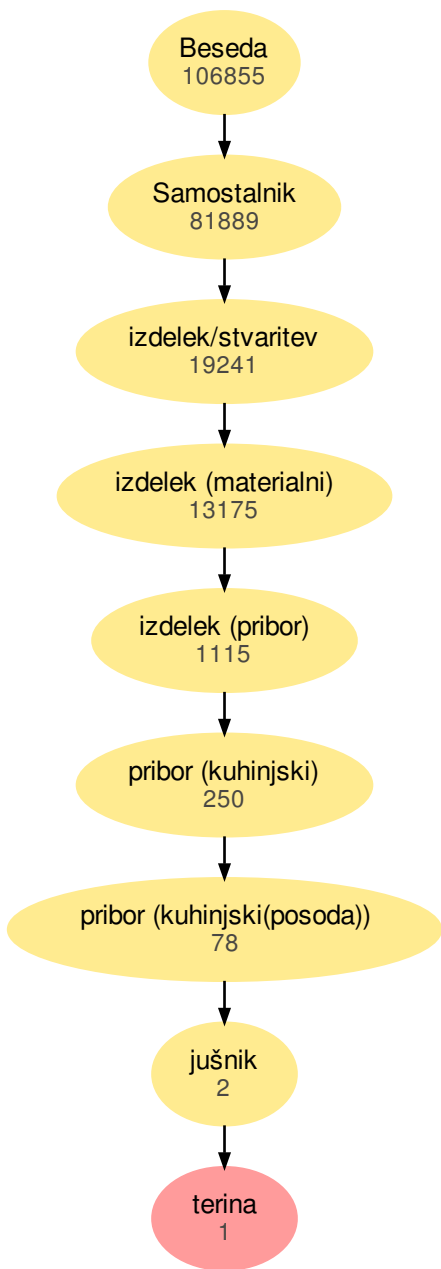 Beseda
106855
Samostalnik
81889
izdelek/stvaritev
19241
izdelek (materialni)
13175
izdelek (pribor)
1115
pribor (kuhinjski)
250
pribor (kuhinjski(posoda))
78
jušnik
2
terina
1